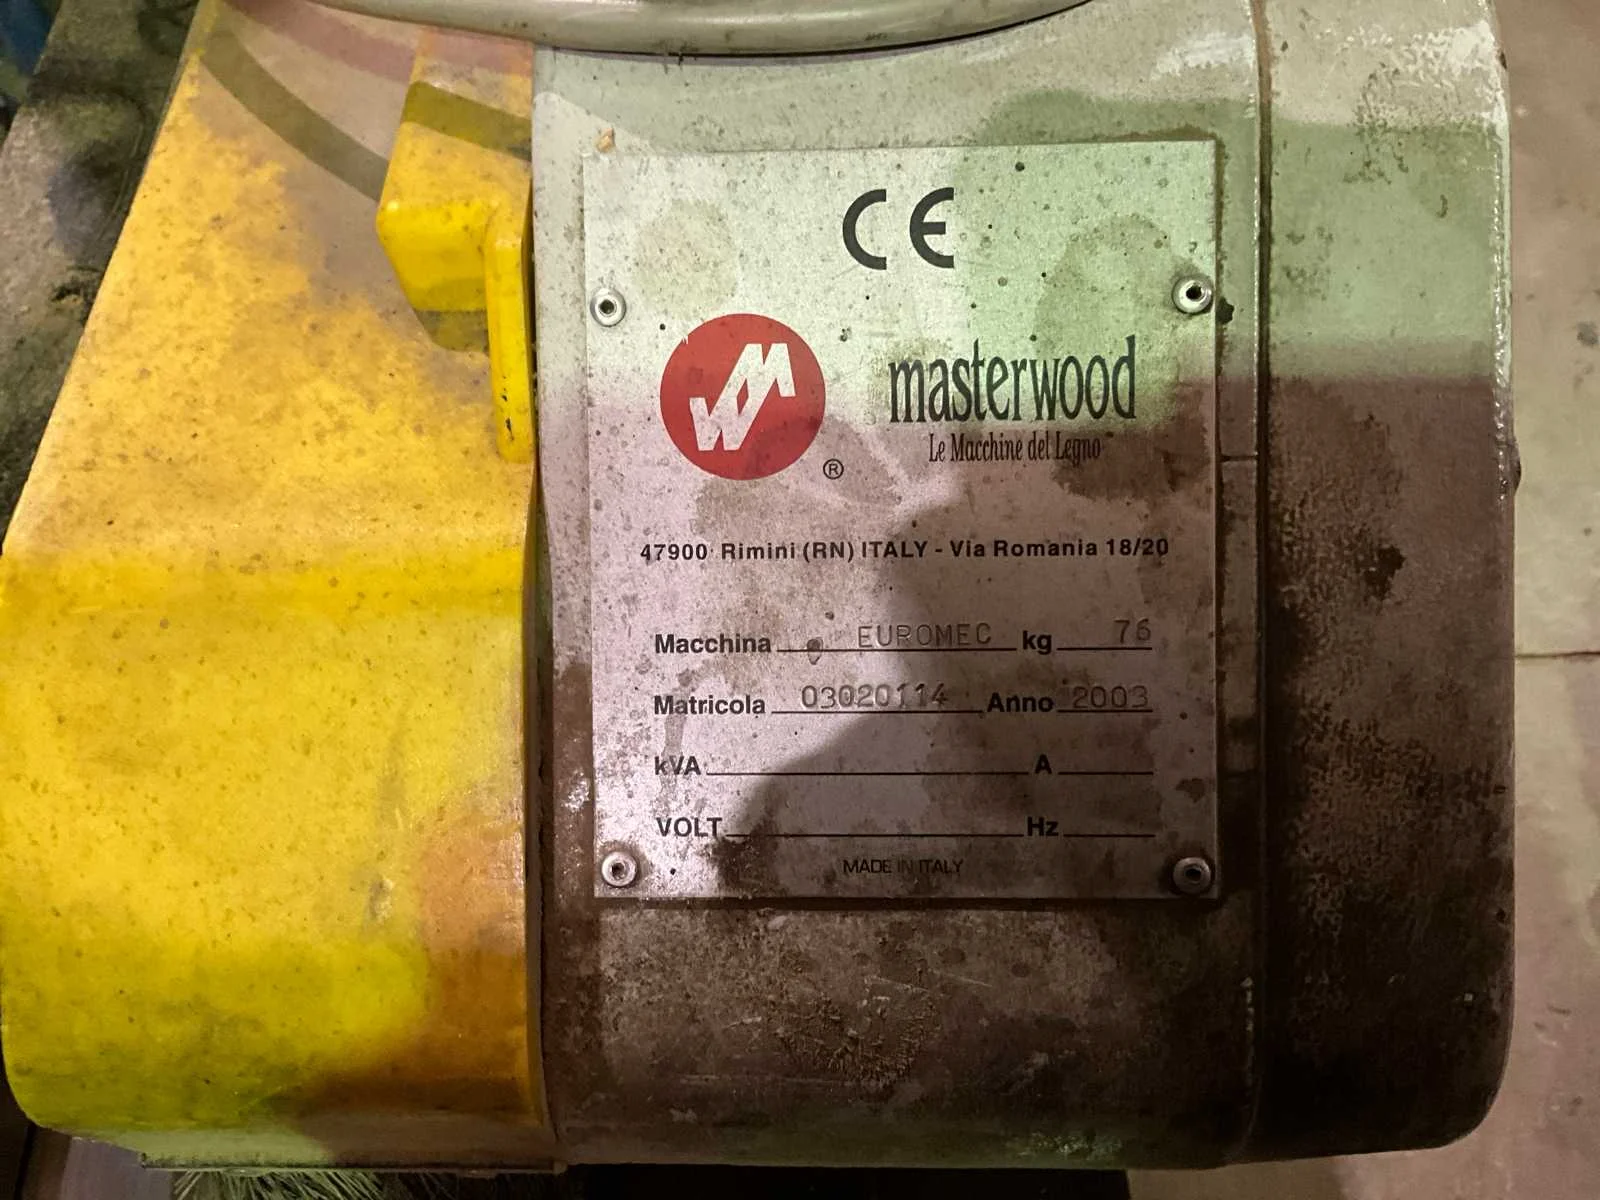 CE
masterwood
Le Macchine del Legno
®
47900 Rimini (RN) ITALY - Via Romania 18/20
Macchina EUROMEC kg 76
Matricola 03020114 Anno 2003
kVA A
VOLT Hz
MADE IN ITALY